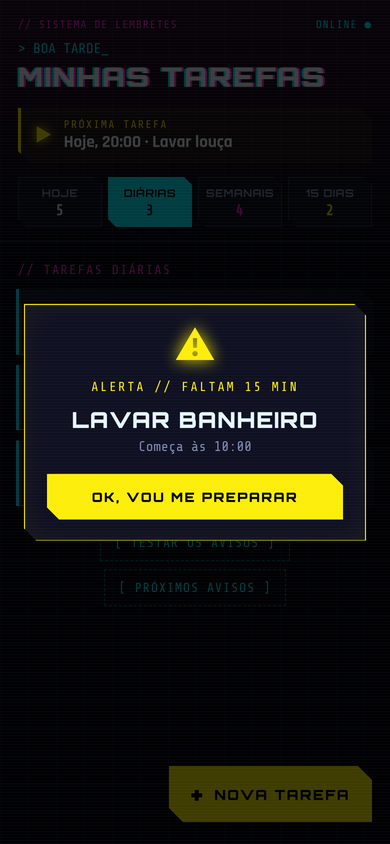 // SISTEMA DE LEMBRETES
ONLINE
> BOA TARDE_
MINHAS TAREFAS
PRÓXIMA TAREFA
Hoje, 20:00 · Lavar louça
HOJE
5
DIÁRIAS
3
SEMANAIS
4
15 DIAS
2
// TAREFAS DIÁRIAS
ALERTA // FALTAM 15 MIN
LAVAR BANHEIRO
Começa às 10:00
OK, VOU ME PREPARAR
[ TESTAR OS AVISOS ]
[ PRÓXIMOS AVISOS ]
+ NOVA TAREFA